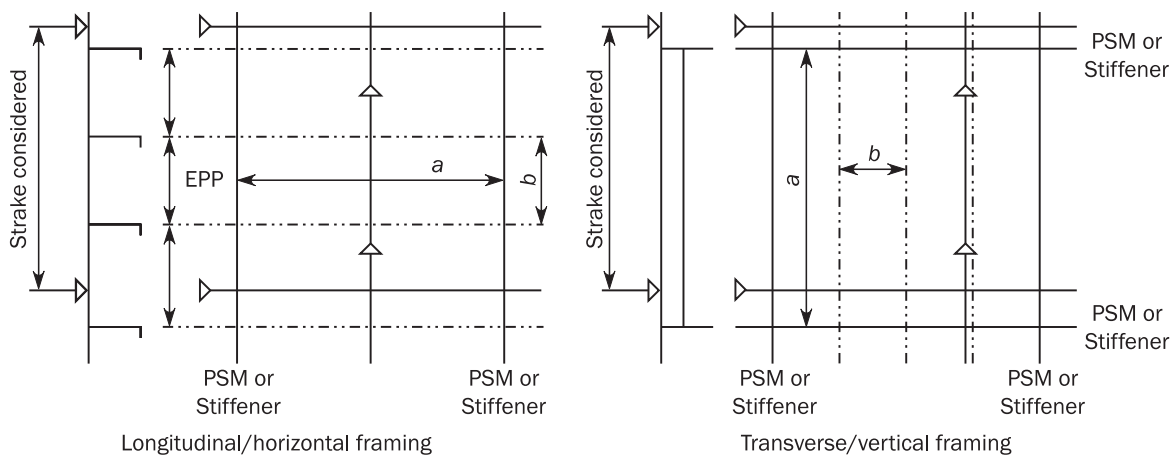 Strake considered
EPP
a
b
PSM or
Stiffener
PSM or
Stiffener
Longitudinal/horizontal framing
Strake considered
a
b
PSM or
Stiffener
PSM or
Stiffener
PSM or
Stiffener
PSM or
Stiffener
Transverse/vertical framing